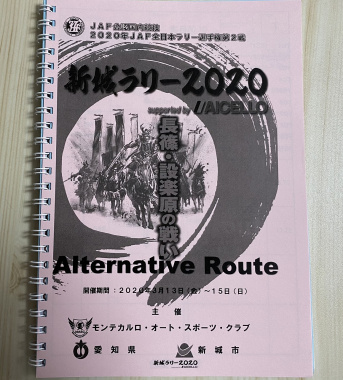 JAF公認国内競技
2020年JAF全日本ラリー選手権第2戦
新城ラリー2020
supported by AICELLO
長篠・設楽原の戦い
Alternative Route
開催期間：2020年3月13日(金)～15日(日)
主　催
モンテカルロ・オート・スポーツ・クラブ
愛知県　新城市
新城ラリー2020